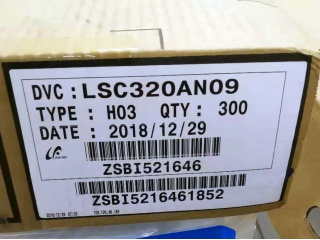 DVC : LSC320AN09
TYPE : H03 QTY : 300
DATE : 2018/12/29
ZSBI521646
ZSBI5216461852